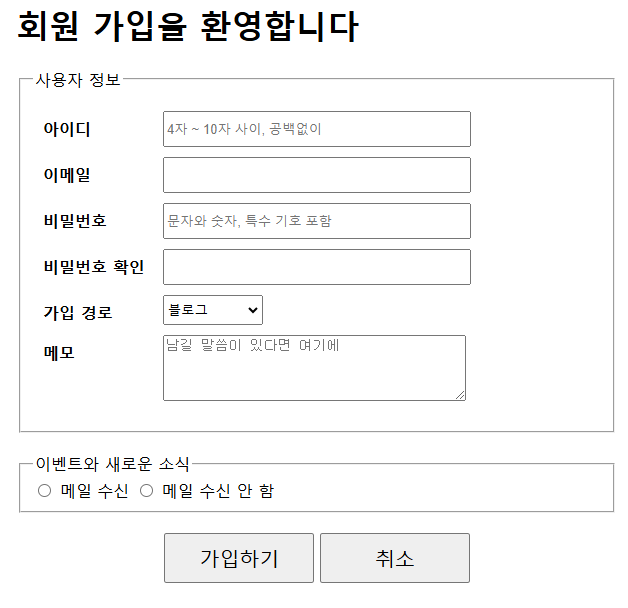 회원 가입을 환영합니다
사용자 정보
아이디 4자 ~ 10자 사이, 공백없이
이메일
비밀번호 문자와 숫자, 특수 기호 포함
비밀번호 확인
가입 경로 블로그
메모 남길 말씀이 있다면 여기에
이벤트와 새로운 소식
메일 수신 메일 수신 안 함
가입하기 취소